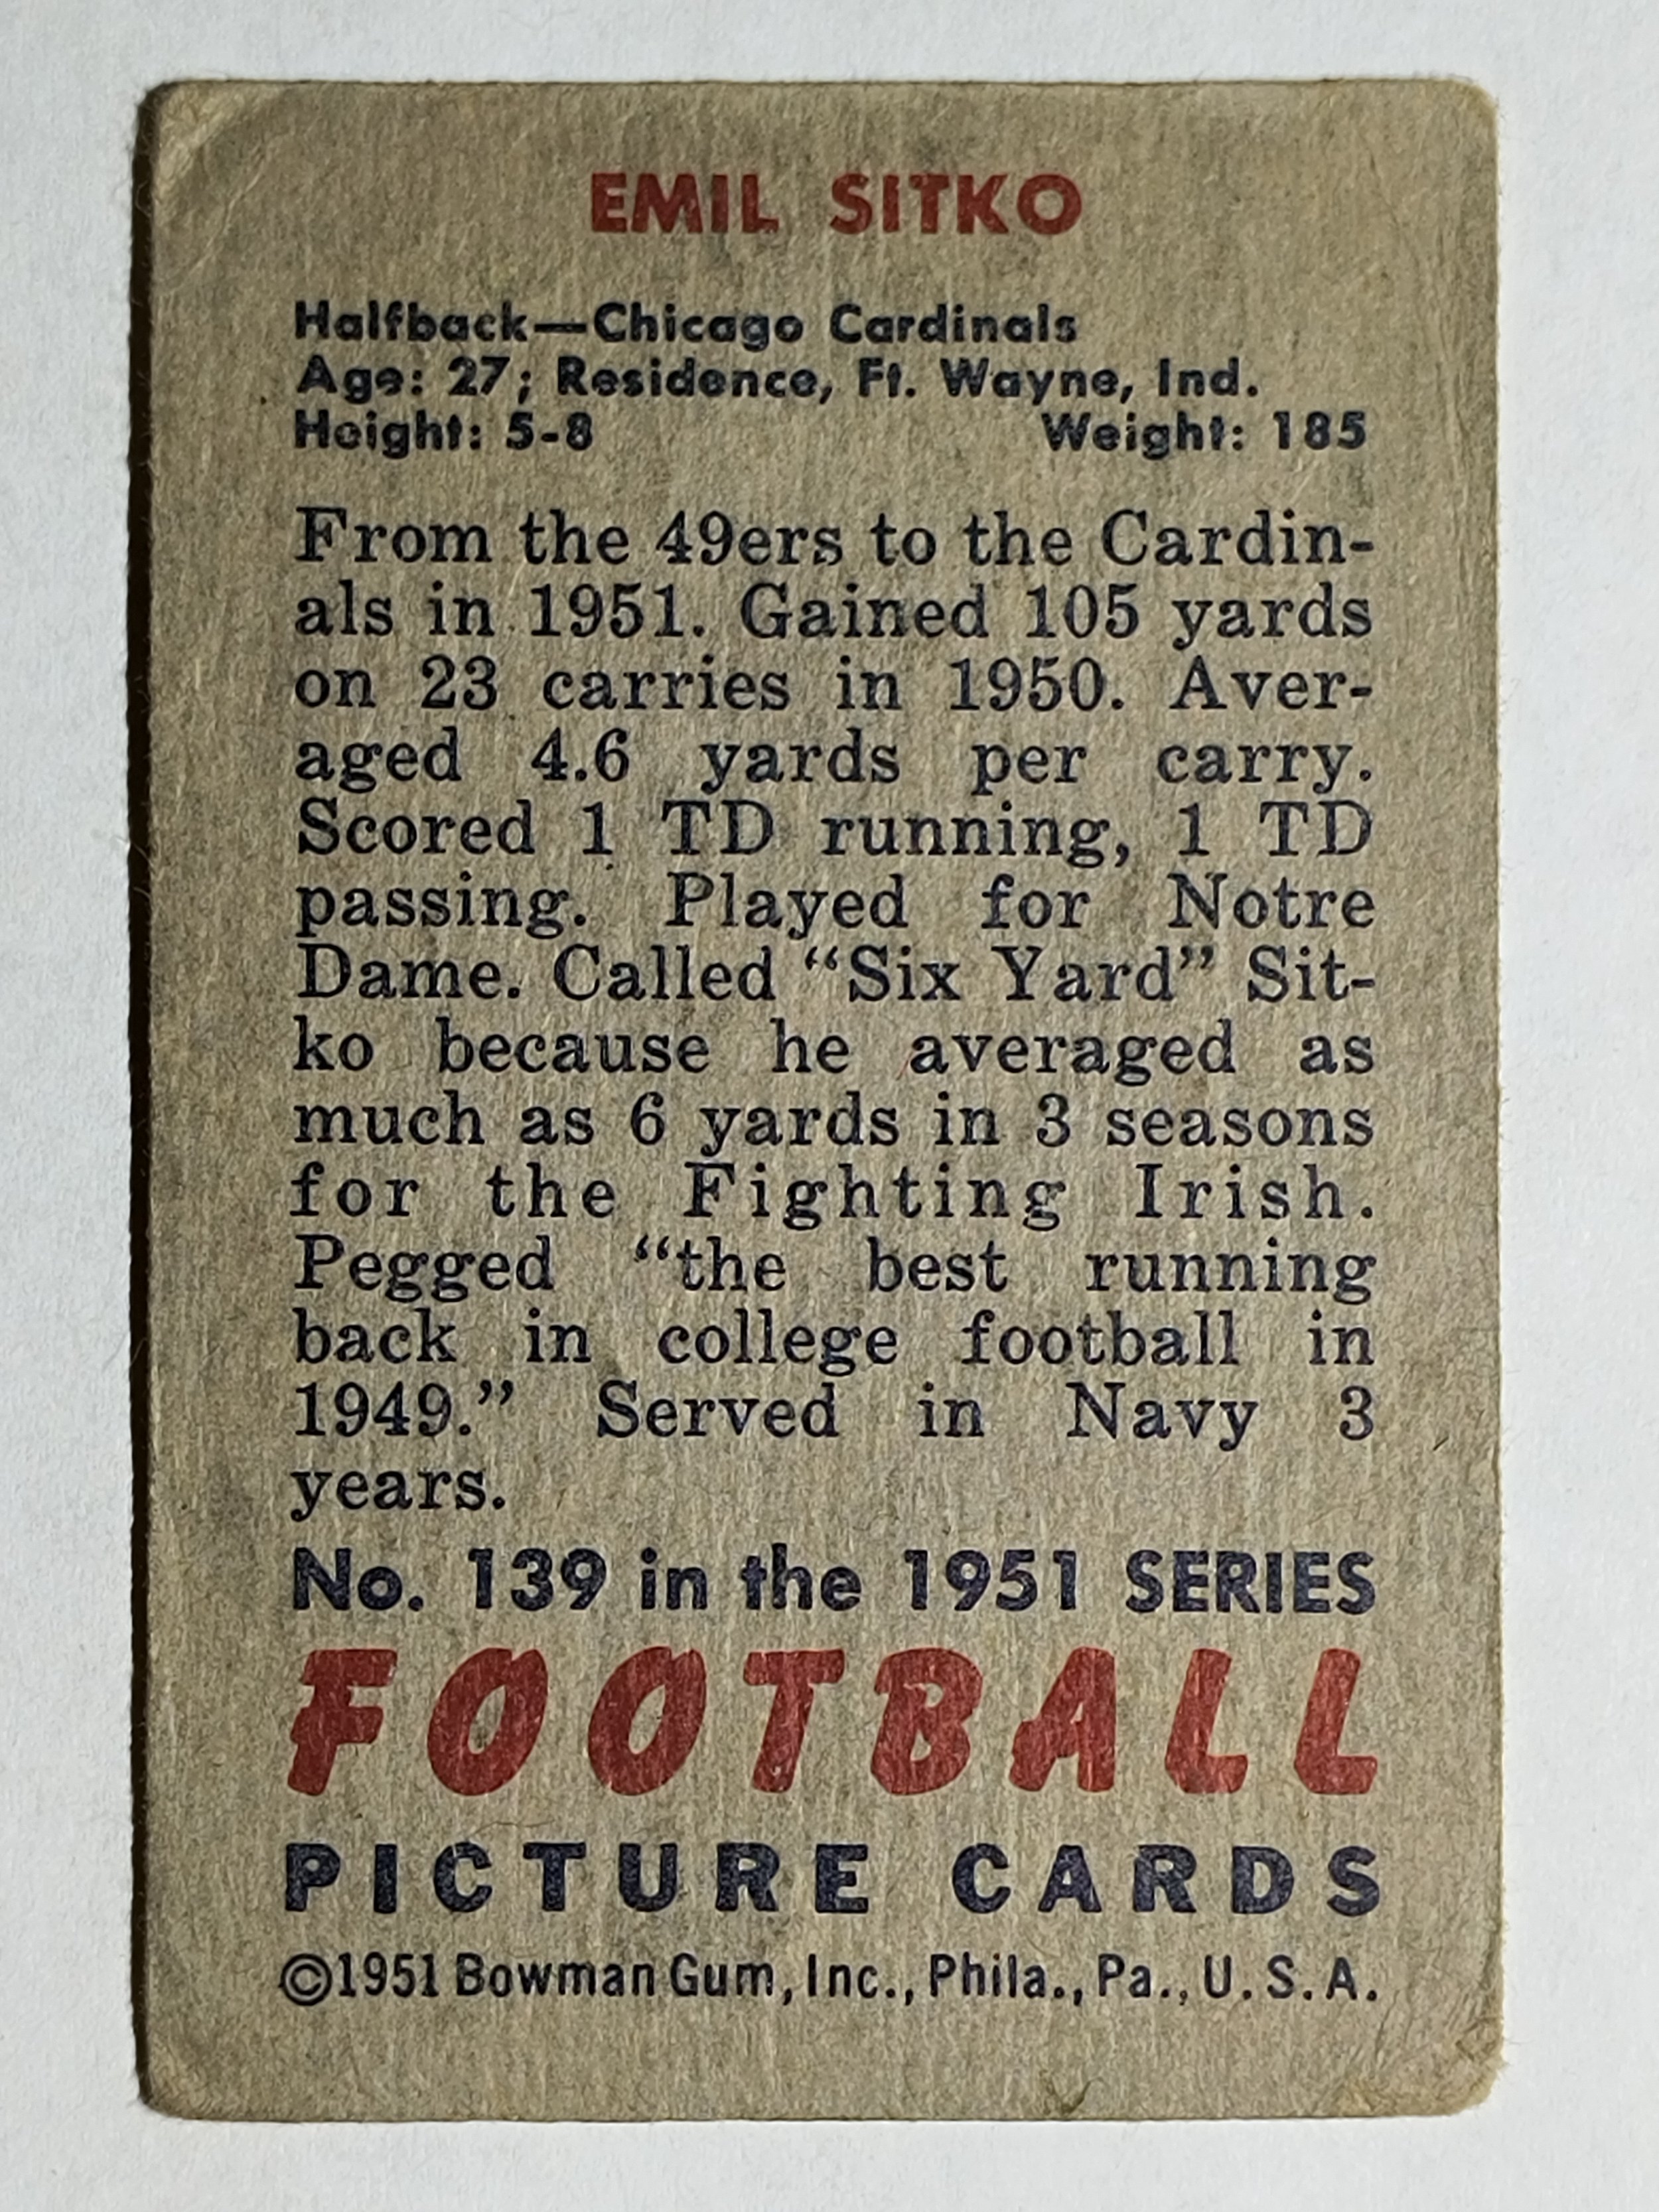 EMIL SITKO
Halfback—Chicago Cardinals
Age: 27; Residence, Ft. Wayne, Ind.
Height: 5-8 Weight: 185
From the 49ers to the Cardin-
als in 1951. Gained 105 yards
on 23 carries in 1950. Aver-
aged 4.6 yards per carry.
Scored 1 TD running, 1 TD
passing. Played for Notre
Dame. Called “Six Yard” Sit-
ko because he averaged as
much as 6 yards in 3 seasons
for the Fighting Irish.
Pegged “the best running
back in college football in
1949.” Served in Navy 3
years.
No. 139 in the 1951 SERIES
FOOTBALL
PICTURE CARDS
©1951 Bowman Gum, Inc., Phila., Pa., U.S.A.